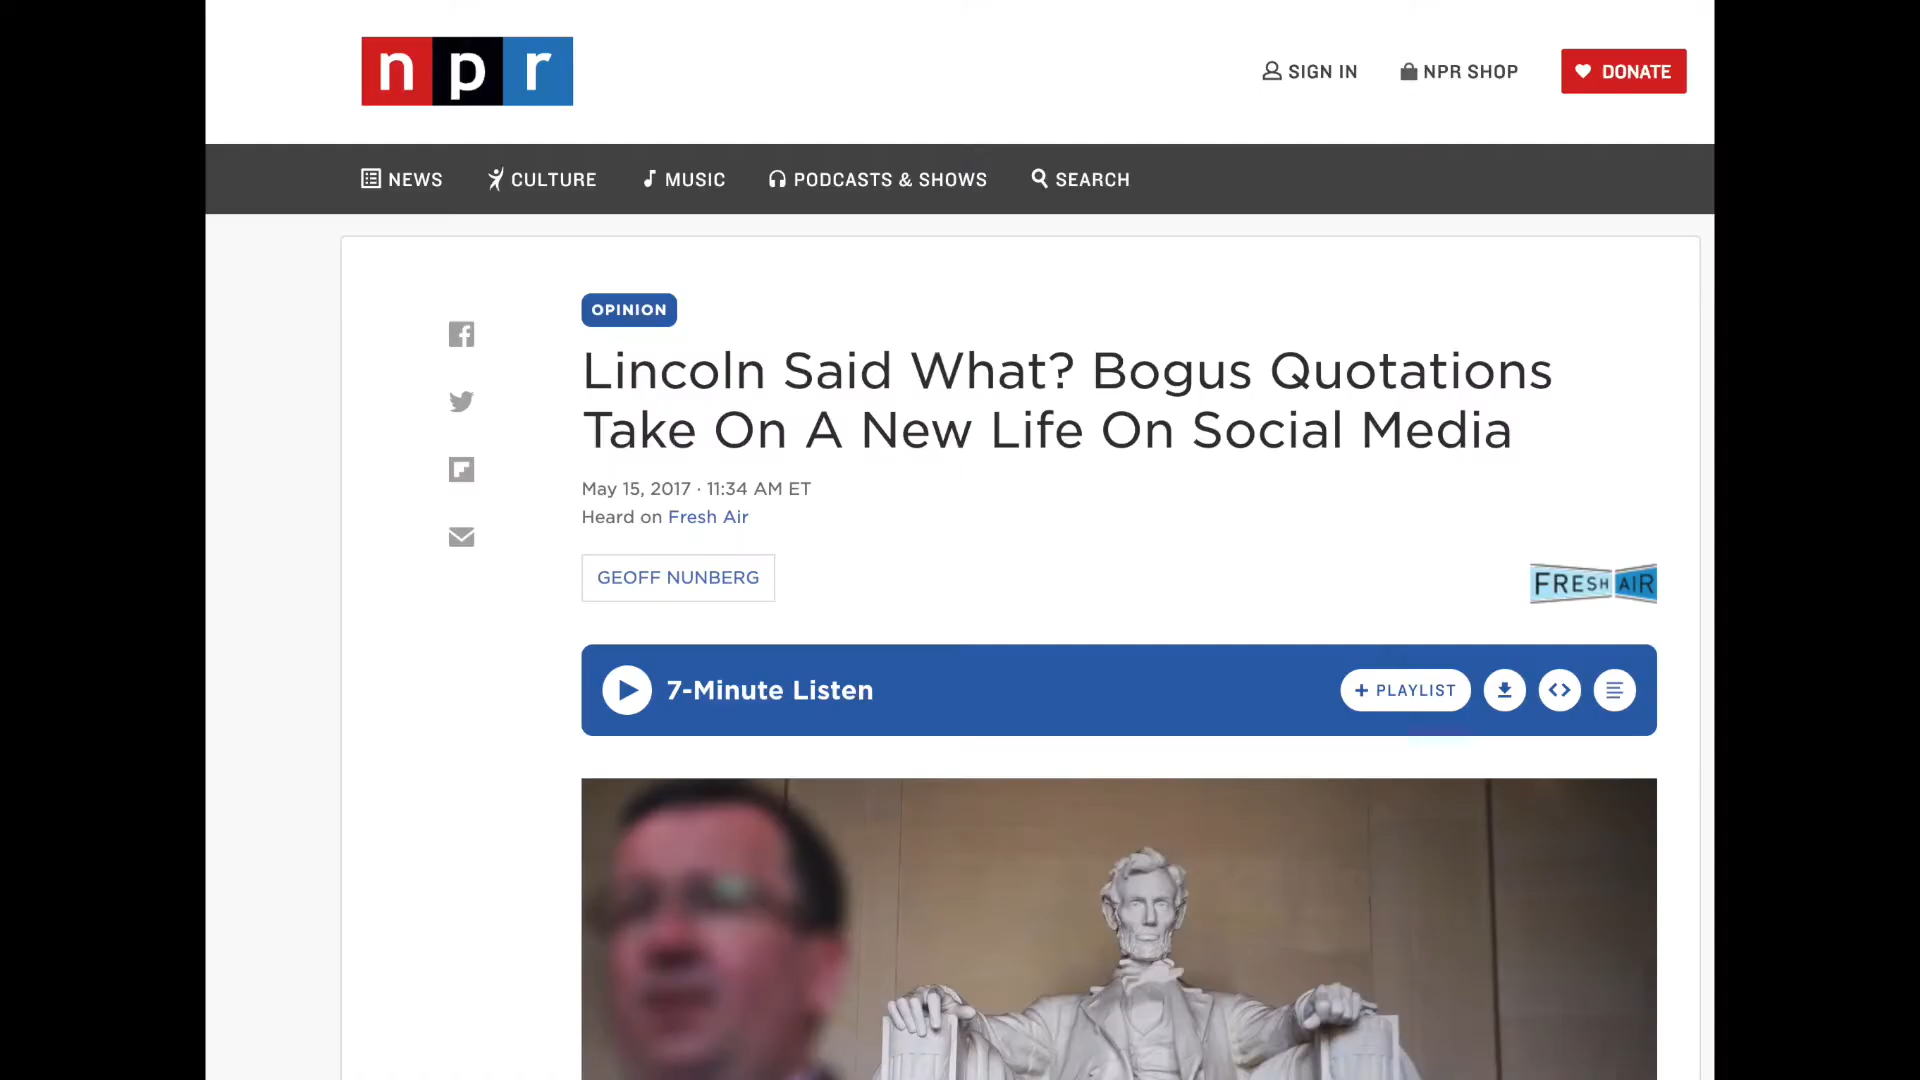 npr
SIGN IN
NPR SHOP
DONATE
NEWS
CULTURE
MUSIC
PODCASTS & SHOWS
SEARCH
OPINION
Lincoln Said What? Bogus Quotations
Take On A New Life On Social Media
May 15, 2017 · 11:34 AM ET
Heard on Fresh Air
GEOFF NUNBERG
FRESH AIR
7-Minute Listen
+ PLAYLIST